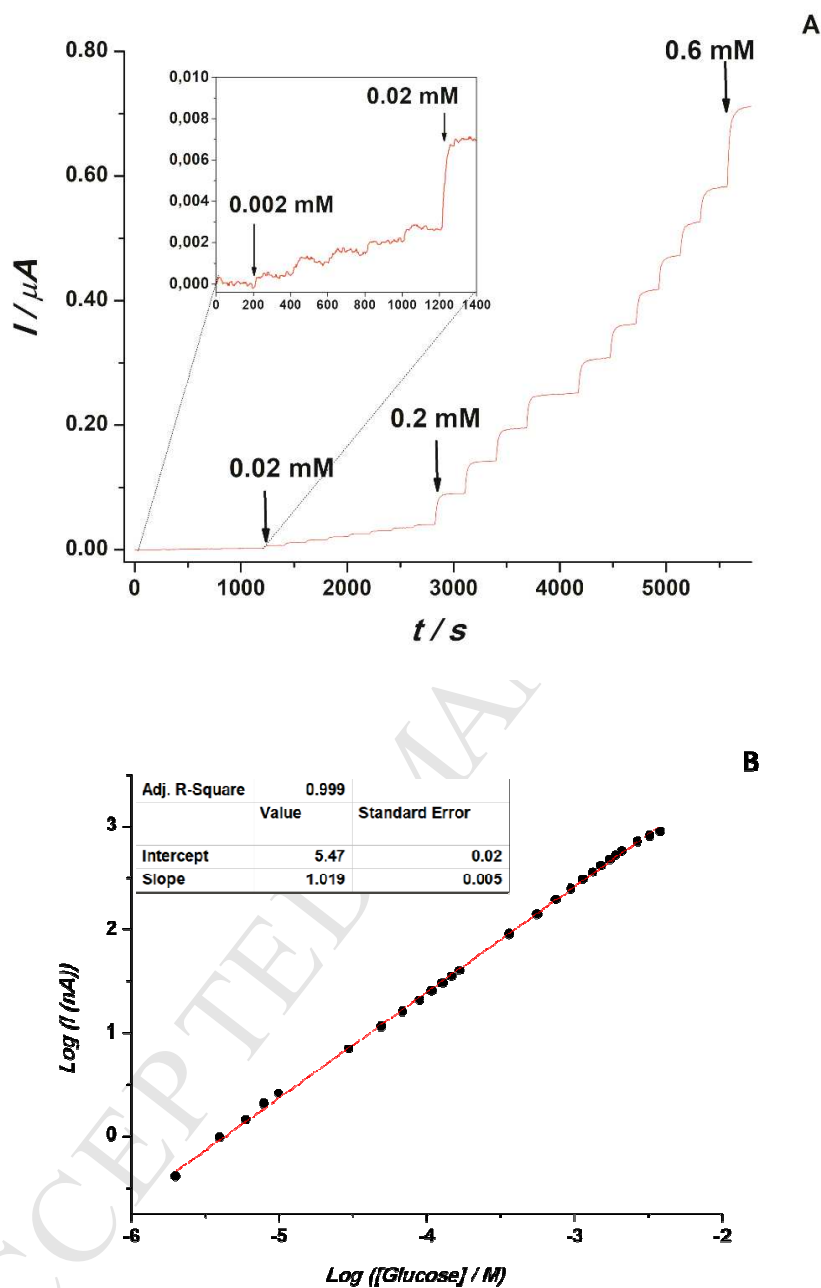 A
0.80
0.60
0.40
0.20
0.00
I / µA
0,010
0,008
0,006
0,004
0,002
0,000
0 200 400 600 800 1000 1200 1400
0.002 mM
0.02 mM
0.02 mM
0.2 mM
0.6 mM
0 1000 2000 3000 4000 5000
t / s
B
Adj. R-Square 0.999
Value Standard Error
Intercept 5.47 0.02
Slope 1.019 0.005
3
2
1
0
Log (I (nA))
-6 -5 -4 -3 -2
Log ([Glucose] / M)
CCEPTED MA